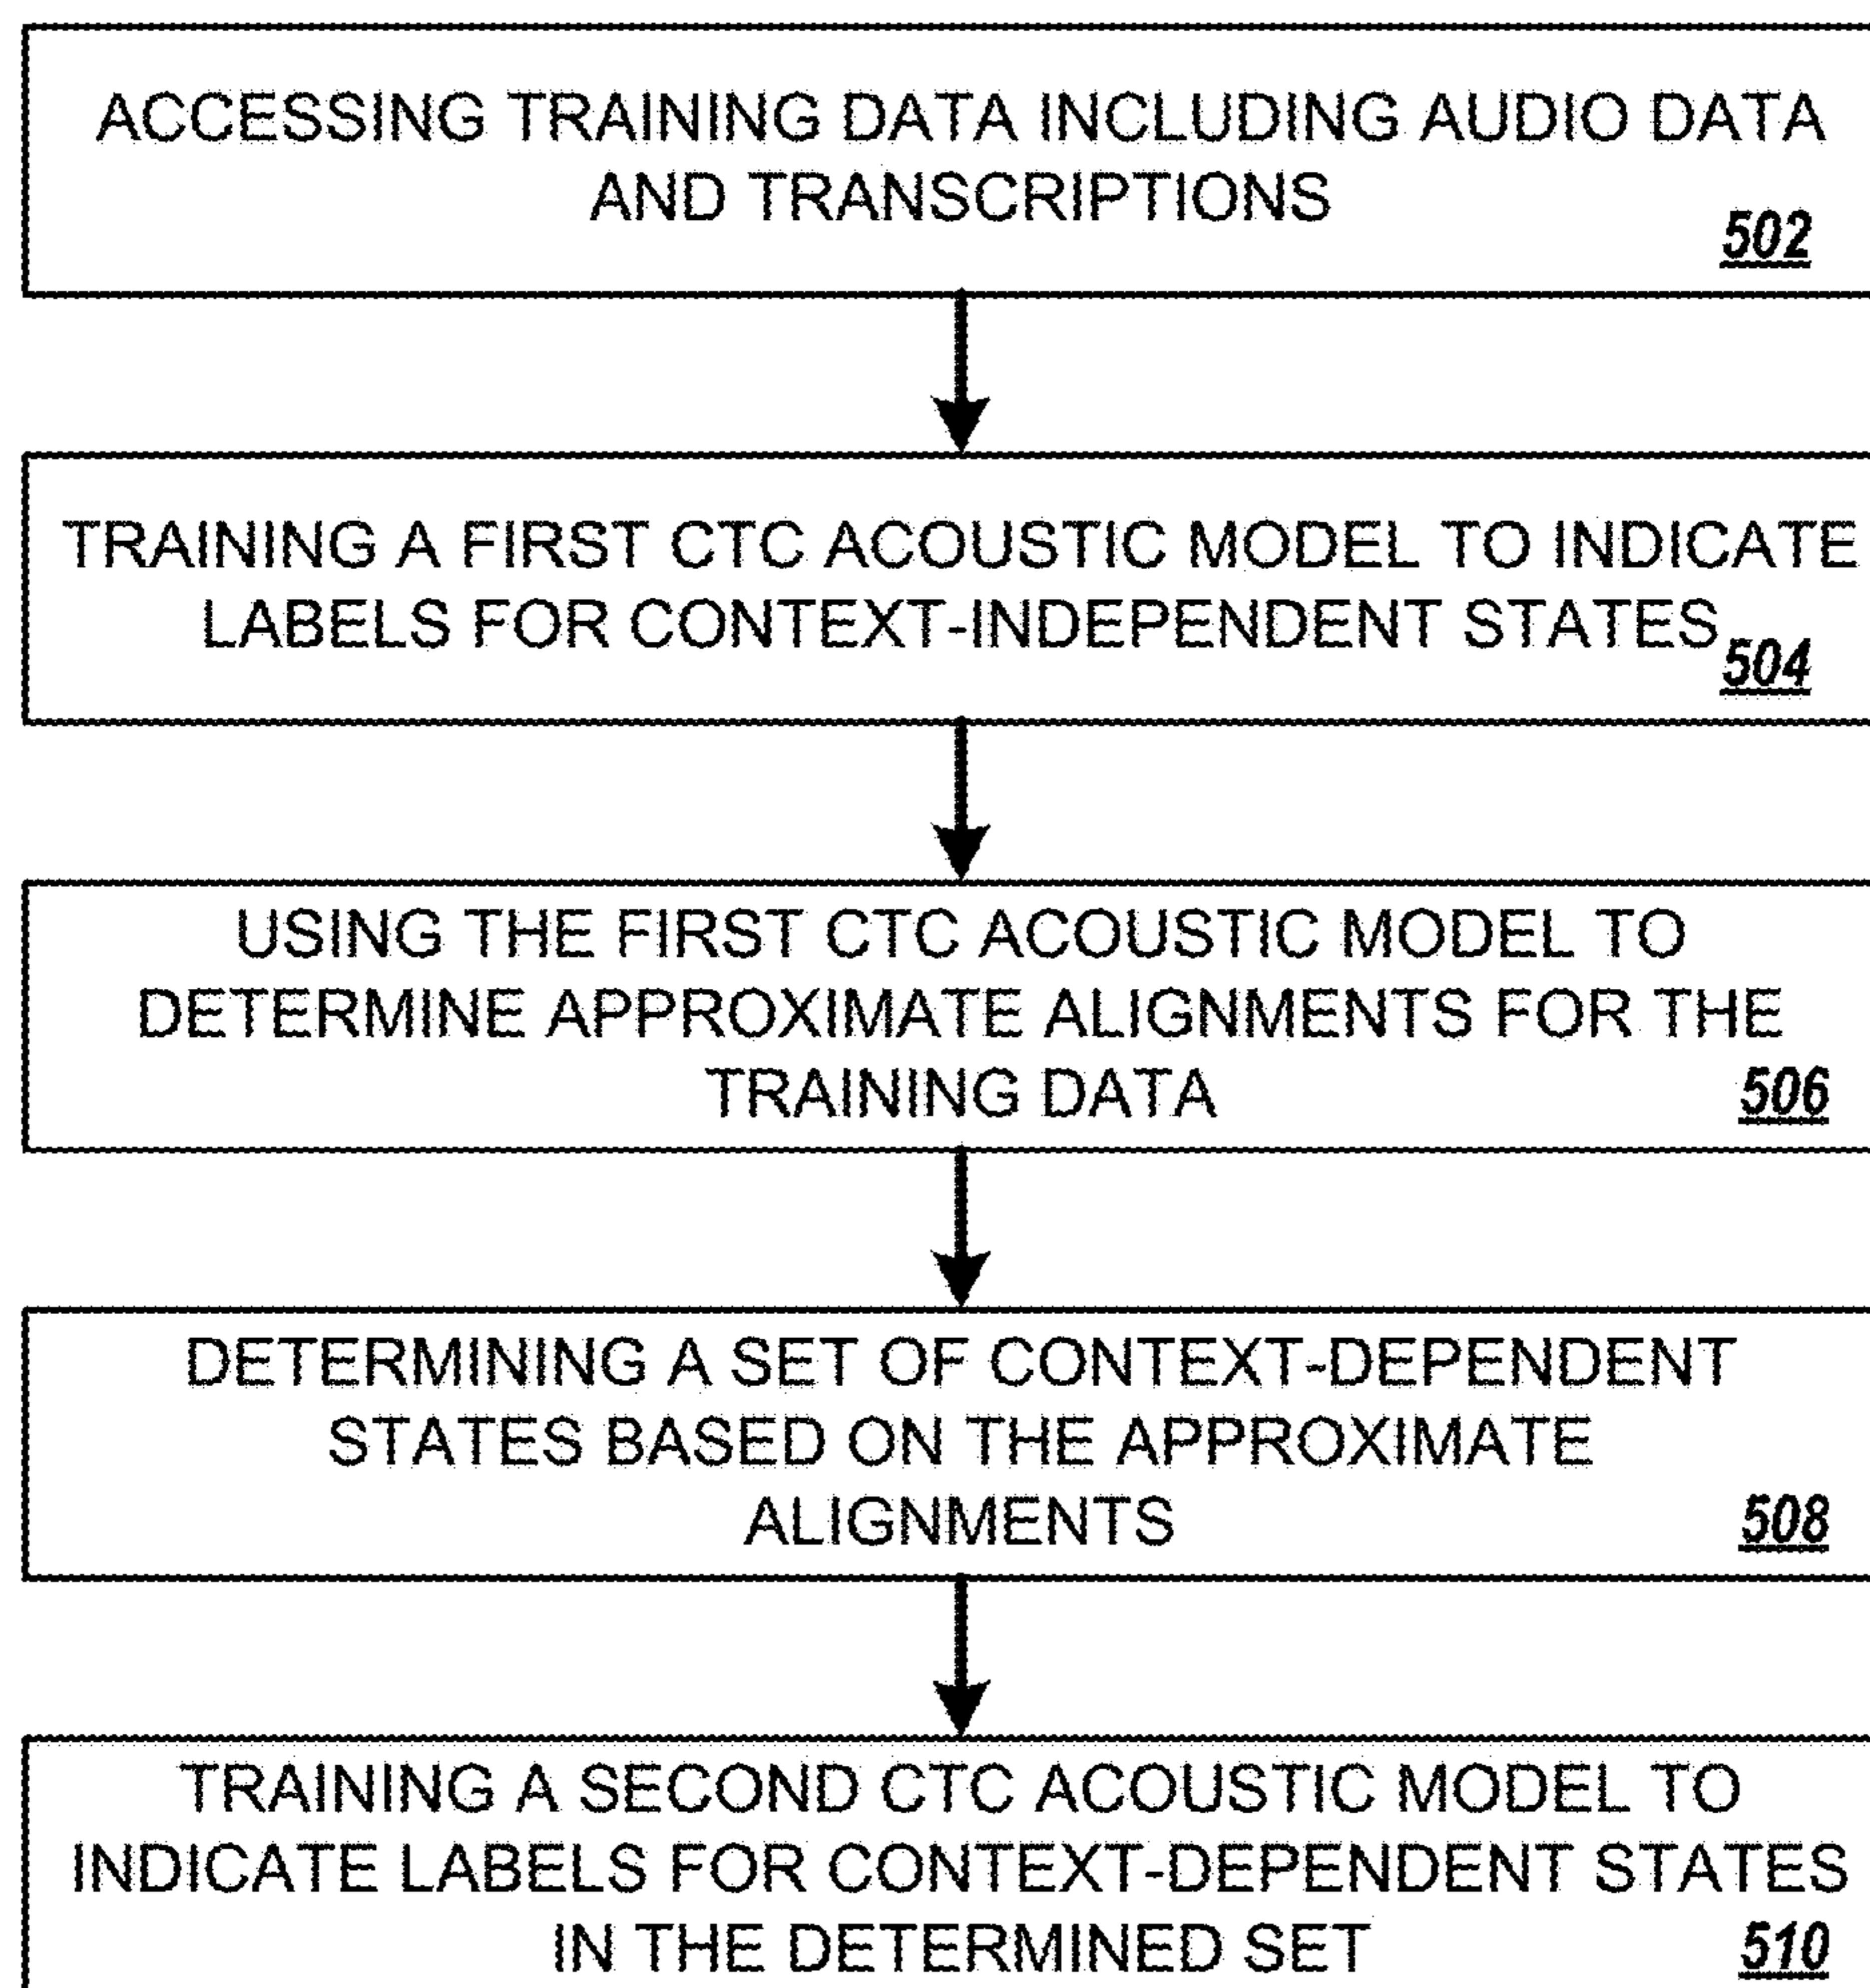 ACCESSING TRAINING DATA INCLUDING AUDIO DATA
AND TRANSCRIPTIONS
502
TRAINING A FIRST CTC ACOUSTIC MODEL TO INDICATE
LABELS FOR CONTEXT-INDEPENDENT STATES
504
USING THE FIRST CTC ACOUSTIC MODEL TO
DETERMINE APPROXIMATE ALIGNMENTS FOR THE
TRAINING DATA
506
DETERMINING A SET OF CONTEXT-DEPENDENT
STATES BASED ON THE APPROXIMATE
ALIGNMENTS
508
TRAINING A SECOND CTC ACOUSTIC MODEL TO
INDICATE LABELS FOR CONTEXT-DEPENDENT STATES
IN THE DETERMINED SET
510